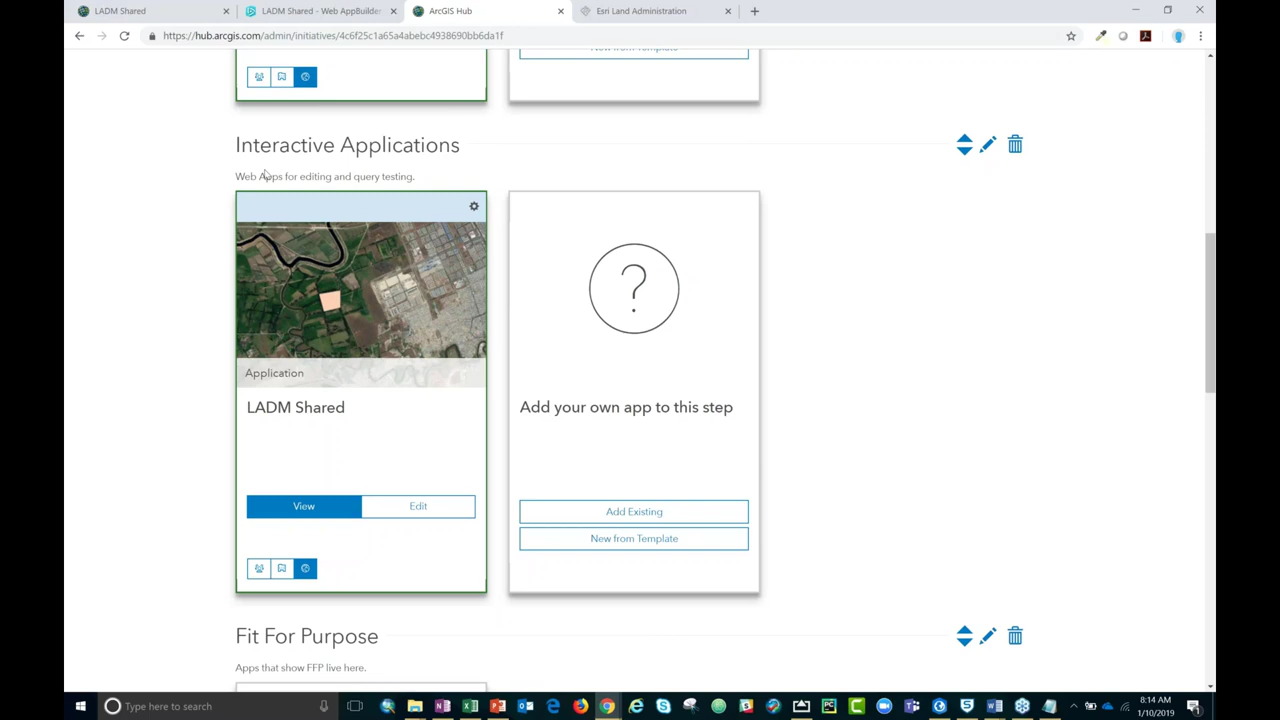 LADM Shared
LADM Shared - Web AppBuilder
ArcGIS Hub
Esri Land Administration
https://hub.arcgis.com/admin/initiatives/4c6f25c1a65a4abebc4938690bb6da1f
New from Template
Interactive Applications
Web Apps for editing and query testing.
Application
LADM Shared
View
Edit
?
Add your own app to this step
Add Existing
New from Template
Fit For Purpose
Apps that show FFP live here.
Type here to search
8:14 AM
1/10/2019